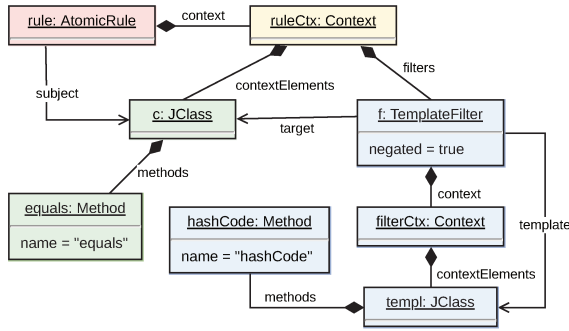 rule: AtomicRule
context
ruleCtx: Context
subject
contextElements
filters
c: JClass
target
f: TemplateFilter
negated = true
methods
context
equals: Method
name = "equals"
hashCode: Method
name = "hashCode"
filterCtx: Context
template
contextElements
methods
templ: JClass